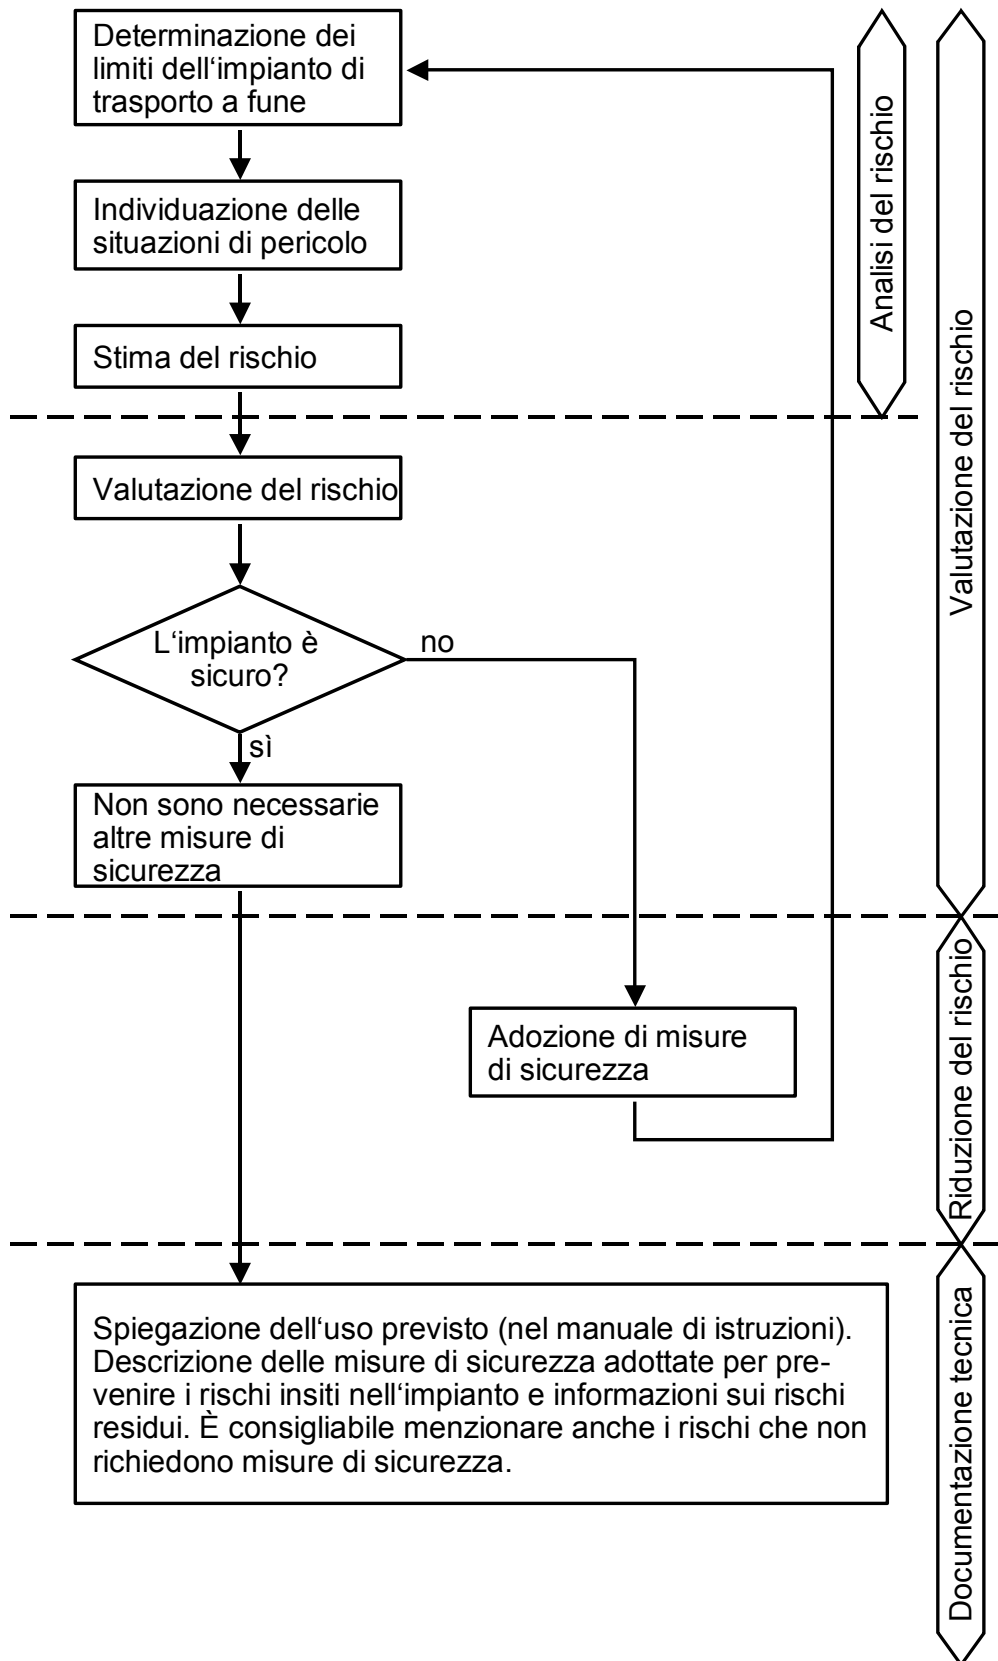 Determinazione dei
limiti dell‘impianto di
trasporto a fune
Individuazione delle
situazioni di pericolo
Stima del rischio
Valutazione del rischio
L‘impianto è
sicuro?
no
sì
Non sono necessarie
altre misure di
sicurezza
Adozione di misure
di sicurezza
Spiegazione dell‘uso previsto (nel manuale di istruzioni).
Descrizione delle misure di sicurezza adottate per pre-
venire i rischi insiti nell‘impianto e informazioni sui rischi
residui. È consigliabile menzionare anche i rischi che non
richiedono misure di sicurezza.
Analisi del rischio
Valutazione del rischio
Riduzione del rischio
Documentazione tecnica